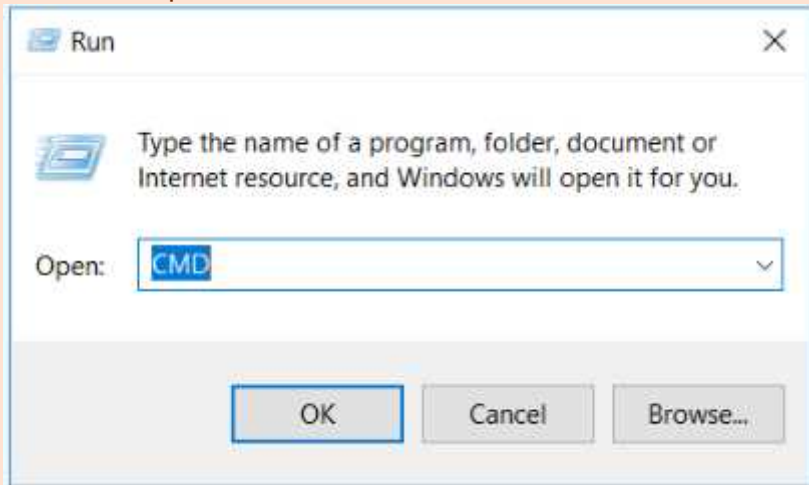 Run
Type the name of a program, folder, document or
Internet resource, and Windows will open it for you.
Open: CMD
OK Cancel Browse...